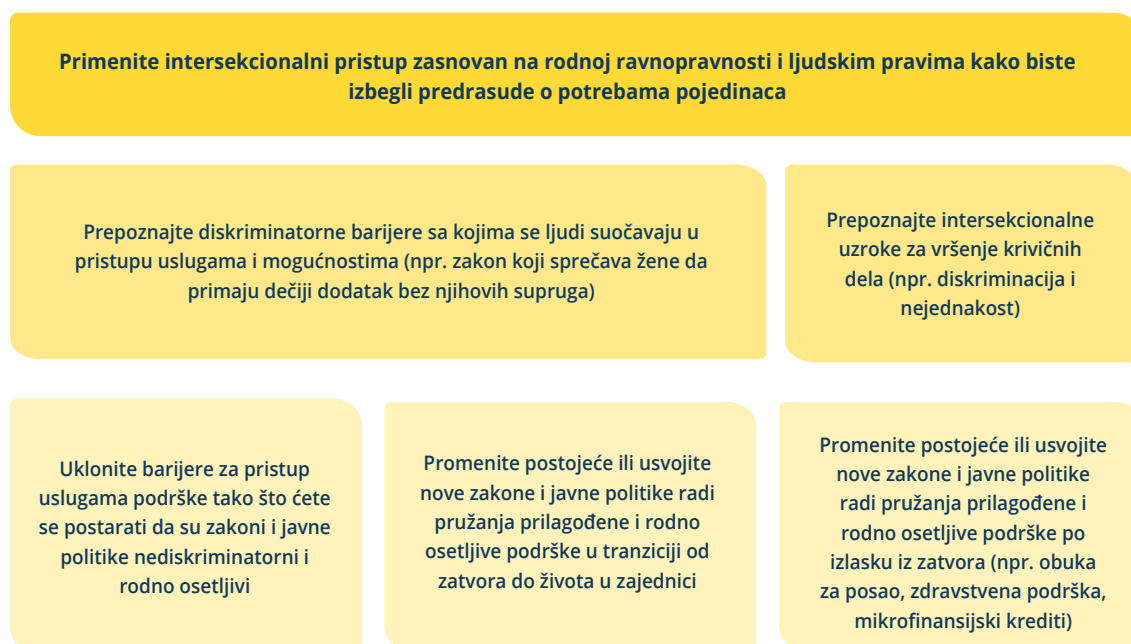 Primenite intersekcionalni pristup zasnovan na rodnoj ravnopravnosti i ljudskim pravima kako biste
izbegli predrasude o potrebama pojedinaca
Prepoznajte diskriminatorne barijere sa kojima se ljudi suočavaju u
pristupu uslugama i mogućnostima (npr. zakon koji sprečava žene da
primaju dečiji dodatak bez njihovih supruga)
Prepoznajte intersekcionalne
uzroke za vršenje krivičnih
dela (npr. diskriminacija i
nejednakost)
Uklonite barijere za pristup
uslugama podrške tako što ćete
se postarati da su zakoni i javne
politike nediskriminatorni i
rodno osetljivi
Promenite postojeće ili usvojite
nove zakone i javne politike radi
pružanja prilagođene i rodno
osetljive podrške u tranziciji od
zatvora do života u zajednici
Promenite postojeće ili usvojite
nove zakone i javne politike
radi pružanja prilagođene i
rodno osetljive podrške po
izlasku iz zatvora (npr. obuka
za posao, zdravstvena podrška,
mikrofinansijski krediti)